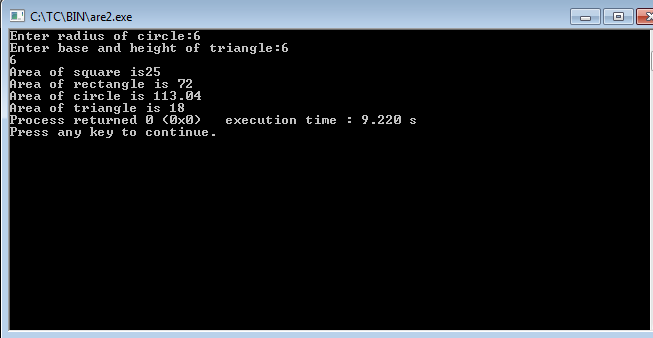 C:\TC\BIN\are2.exe
Enter radius of circle:6
Enter base and height of triangle:6
6
Area of square is25
Area of rectangle is 72
Area of circle is 113.04
Area of triangle is 18
Process returned 0 (0x0)   execution time : 9.220 s
Press any key to continue.